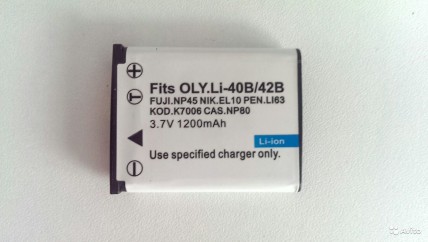 Fits OLY.Li-40B/42B
FUJI.NP45 NIK.EL10 PEN.LI63
KOD.K7006 CAS.NP80
3.7V 1200mAh
Li-ion
Use specified charger only.
Avito